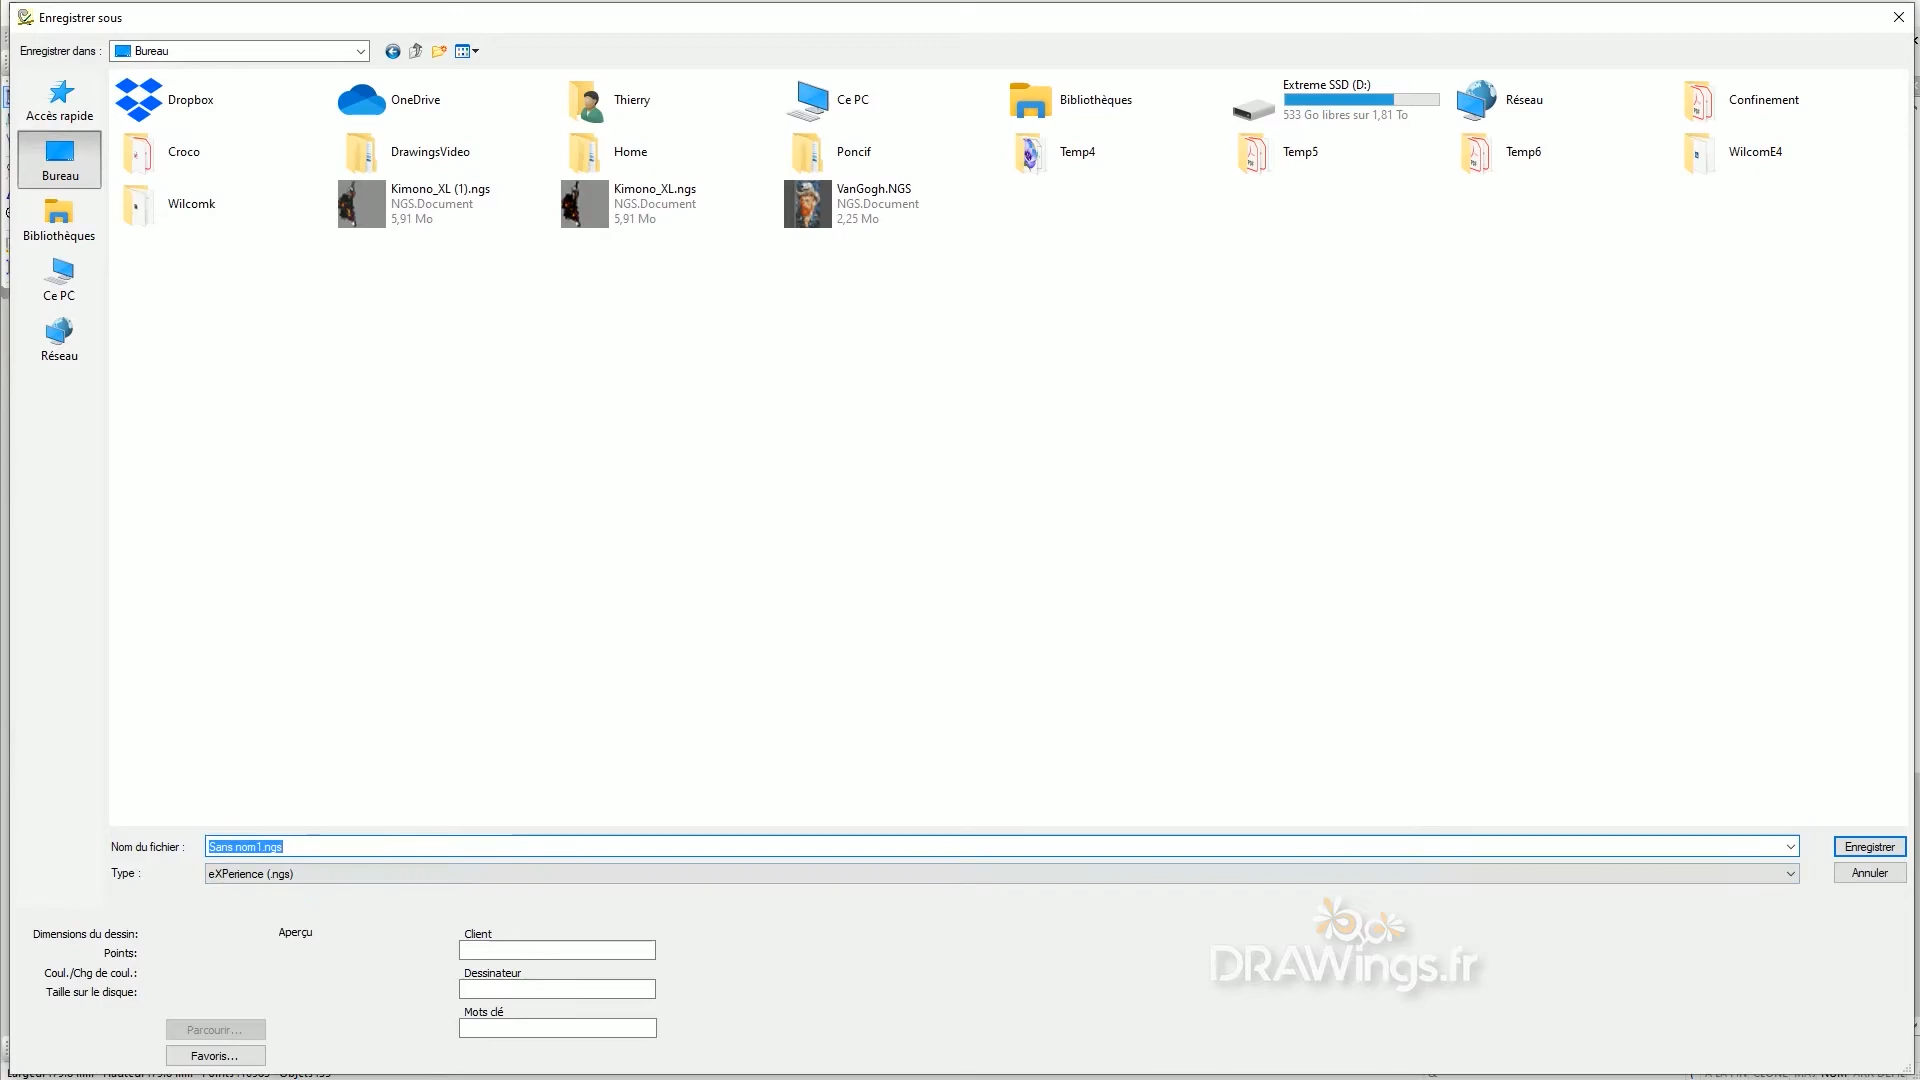 Enregistrer sous
Enregistrer dans :
Bureau
Accès rapide
Bureau
Bibliothèques
Ce PC
Réseau
Dropbox
OneDrive
Thierry
Ce PC
Bibliothèques
Extreme SSD (D:)
533 Go libres sur 1,81 To
Réseau
Confinement
Croco
DrawingsVideo
Home
Poncif
Temp4
Temp5
Temp6
WilcomE4
Wilcomk
Kimono_XL (1).ngs
NGS.Document
5,91 Mo
Kimono_XL.ngs
NGS.Document
5,91 Mo
VanGogh.NGS
NGS.Document
2,25 Mo
Nom du fichier :
Sans nom1.ngs
Enregistrer
Type :
eXPerience (.ngs)
Annuler
Dimensions du dessin:
Points:
Coul./Chg de coul.:
Taille sur le disque:
Aperçu
Client
Dessinateur
Mots clé
Parcourir...
Favoris...
DRAWings.fr